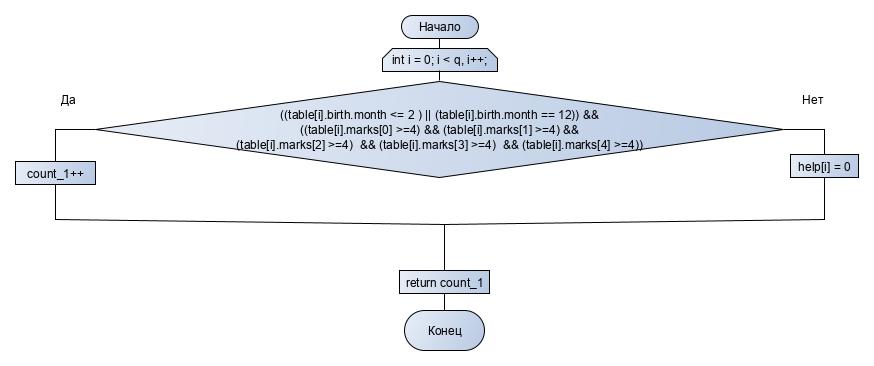 Начало
int i = 0; i < q, i++;
Да
Нет
((table[i].birth.month <= 2 ) || (table[i].birth.month == 12)) &&
((table[i].marks[0] >=4) && (table[i].marks[1] >=4) &&
(table[i].marks[2] >=4)  && (table[i].marks[3] >=4)  && (table[i].marks[4] >=4))
count_1++
help[i] = 0
return count_1
Конец